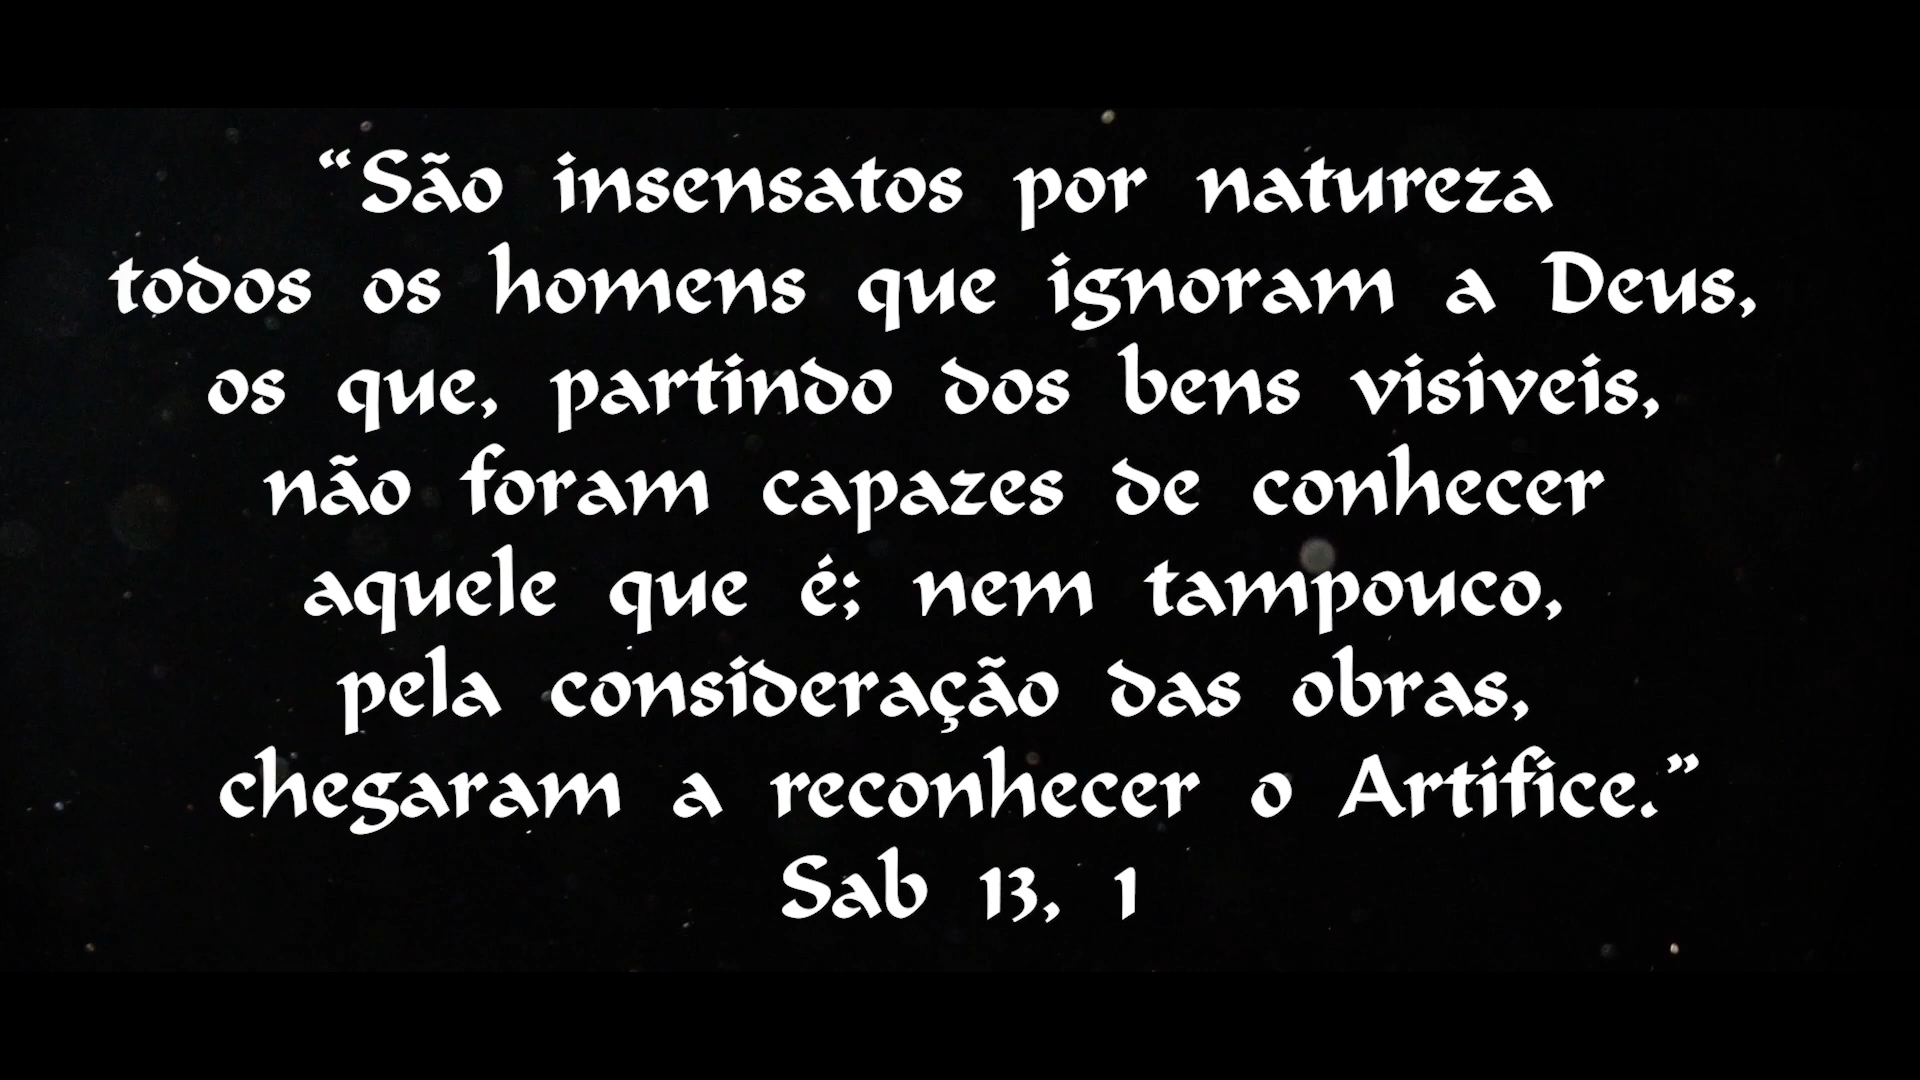 “São insensatos por natureza
todos os homens que ignoram a Deus,
os que, partindo dos bens visiveis,
não foram capazes de conhecer
aquele que é; nem tampouco,
pela consideração das obras,
chegaram a reconhecer o Artífice.”
Sab 13, 1